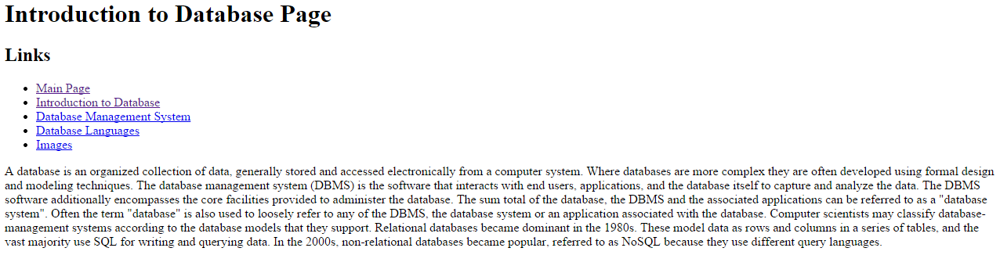 Introduction to Database Page
Links
Main Page
Introduction to Database
Database Management System
Database Languages
Images
A database is an organized collection of data, generally stored and accessed electronically from a computer system. Where databases are more complex they are often developed using formal design
and modeling techniques. The database management system (DBMS) is the software that interacts with end users, applications, and the database itself to capture and analyze the data. The DBMS
software additionally encompasses the core facilities provided to administer the database. The sum total of the database, the DBMS and the associated applications can be referred to as a "database
system". Often the term "database" is also used to loosely refer to any of the DBMS, the database system or an application associated with the database. Computer scientists may classify database-
management systems according to the database models that they support. Relational databases became dominant in the 1980s. These model data as rows and columns in a series of tables, and the
vast majority use SQL for writing and querying data. In the 2000s, non-relational databases became popular, referred to as NoSQL because they use different query languages.